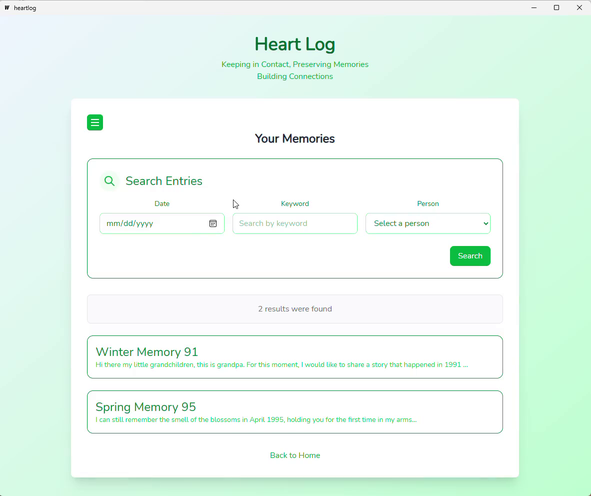 heartlog
Heart Log
Keeping in Contact, Preserving Memories
Building Connections
Your Memories
Search Entries
Date Keyword Person
mm/dd/yyyy Search by keyword Select a person
Search
2 results were found
Winter Memory 91
Hi there my little grandchildren, this is grandpa. For this moment, I would like to share a story that happened in 1991 ...
Spring Memory 95
I can still remember the smell of the blossoms in April 1995, holding you for the first time in my arms...
Back to Home